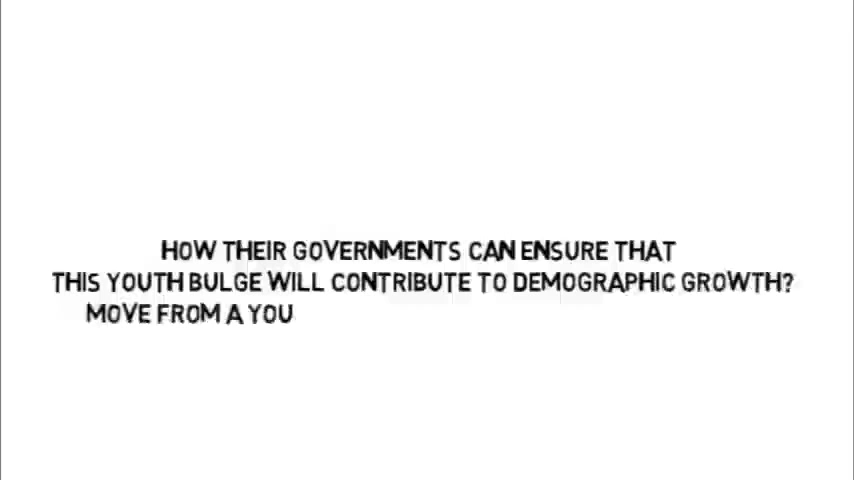 HOW THEIR GOVERNMENTS CAN ENSURE THAT
THIS YOUTH BULGE WILL CONTRIBUTE TO DEMOGRAPHIC GROWTH?
MOVE FROM A YOU